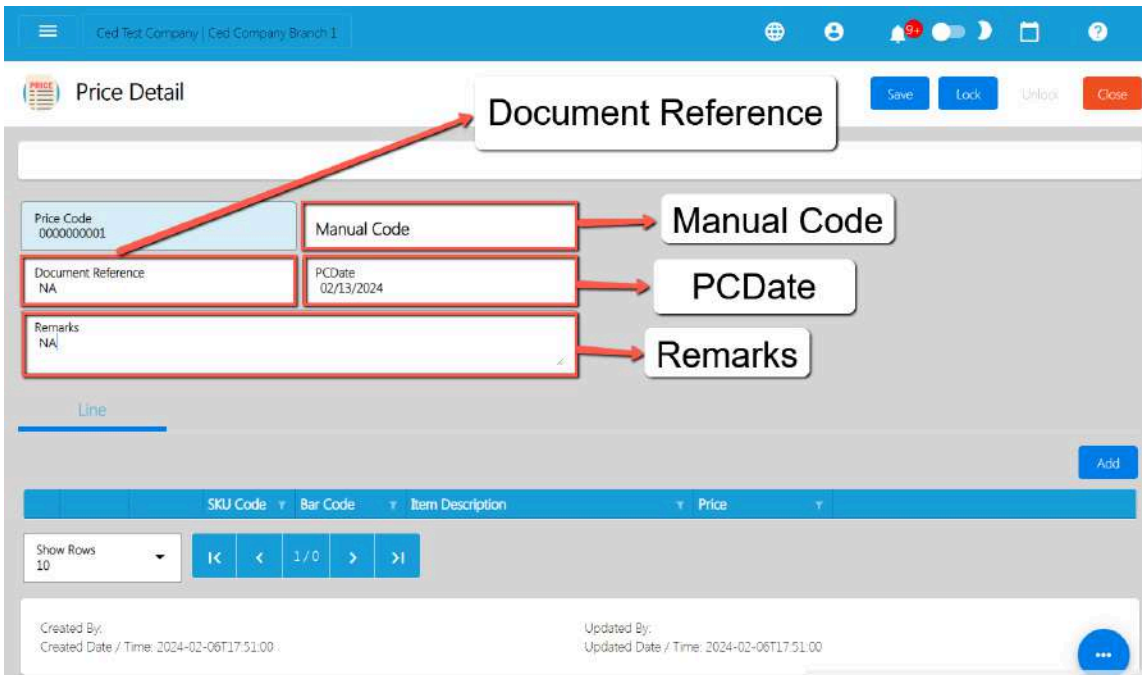 Ced Test Company | Ced Company Branch 1
9+
PRICE
Price Detail
Document Reference
Save
Lock
Unlock
Close
Price Code
0000000001
Manual Code
Manual Code
Document Reference
NA
PCDate
02/13/2024
PCDate
Remarks
NA
Remarks
Line
Add
SKU Code
Bar Code
Item Description
Price
Show Rows
10
1 / 0
Created By:
Created Date / Time: 2024-02-06T17:51:00
Updated By:
Updated Date / Time: 2024-02-06T17:51:00